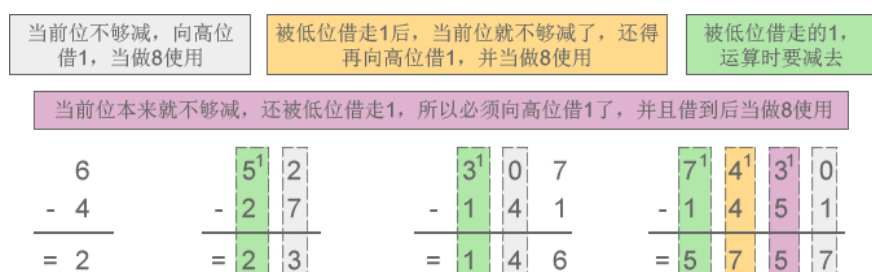 当前位不够减，向高位
借1，当做8使用
被低位借走1后，当前位就不够减了，还得
再向高位借1，并当做8使用
被低位借走的1，
运算时要减去
当前位本来就不够减，还被低位借走1，所以必须向高位借1了，并且借到后当做8使用
6
- 4
= 2
5¹ 2
- 2 7
= 2 3
3¹ 0 7
- 1 4 1
= 1 4 6
7¹ 4¹ 3¹ 0
- 1 4 5 1
= 5 7 5 7